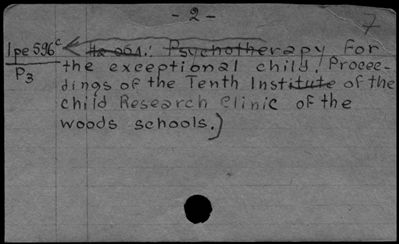 - 2 -
7
Ipe 596c : Psychotherapy for
P3 the exceptional child. Procee-
dings of the Tenth Institute of the
child Research Clinic of the
woods schools.)